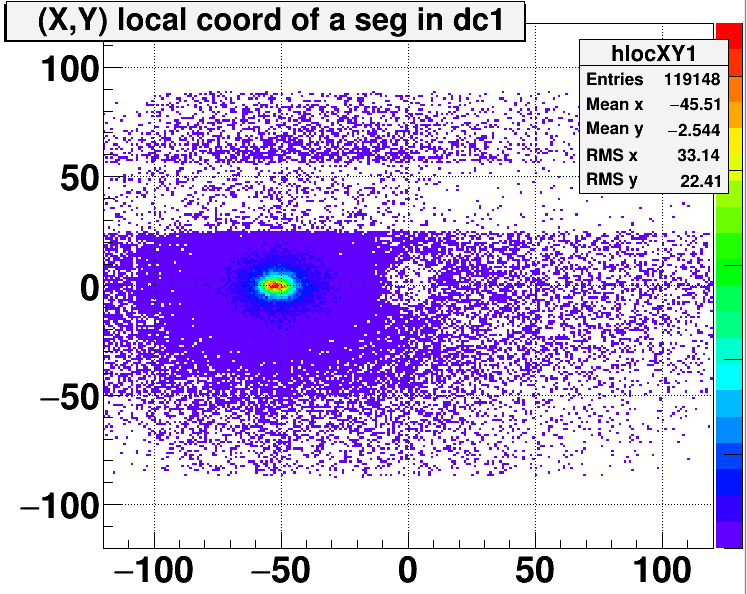 (X,Y) local coord of a seg in dc1
hlocXY1
Entries 119148
Mean x −45.51
Mean y −2.544
RMS x 33.14
RMS y 22.41
100
50
0
−50
−100
−100 −50 0 50 100